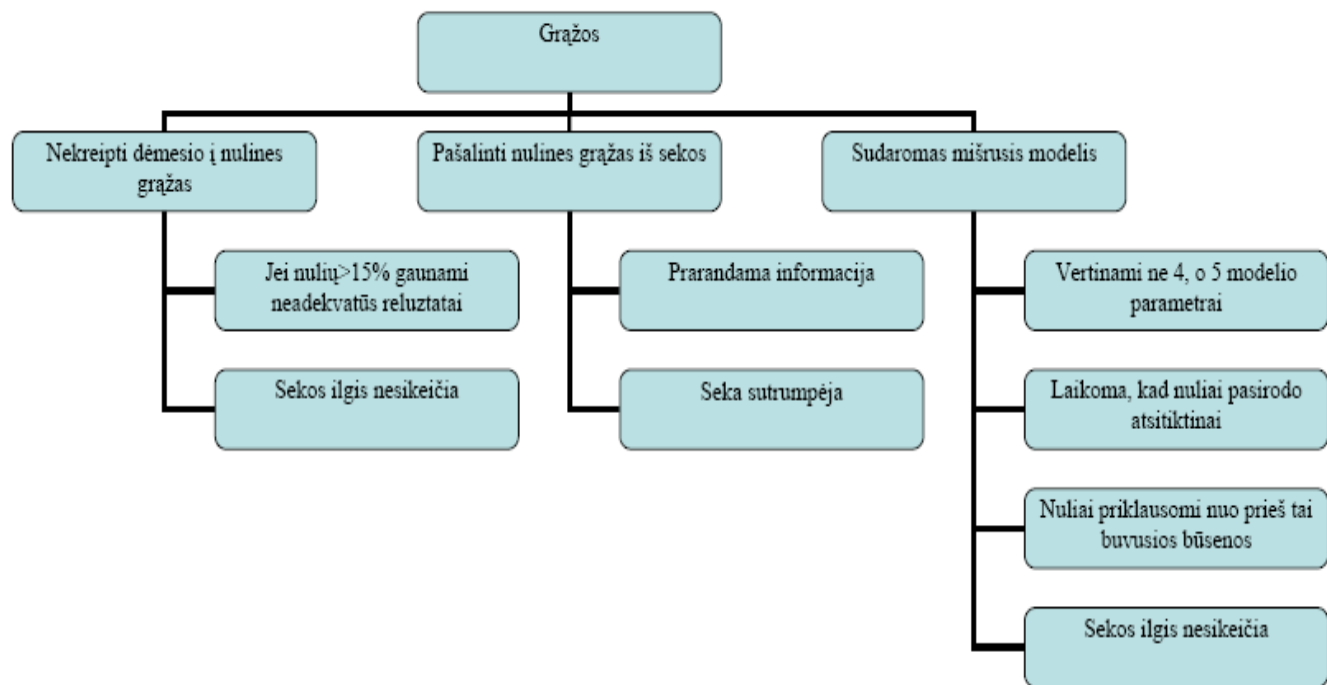 Grąžos
Nekreipti dėmesio į nulines
grąžas
Pašalinti nulines grąžas iš sekos
Sudaromas mišrusis modelis
Jei nulių>15% gaunami
neadekvatūs reluztatai
Sekos ilgis nesikeičia
Prarandama informacija
Seka sutrumpėja
Vertinami ne 4, o 5 modelio
parametrai
Laikoma, kad nuliai pasirodo
atsitiktinai
Nuliai priklausomi nuo prieš tai
buvusios būsenos
Sekos ilgis nesikeičia